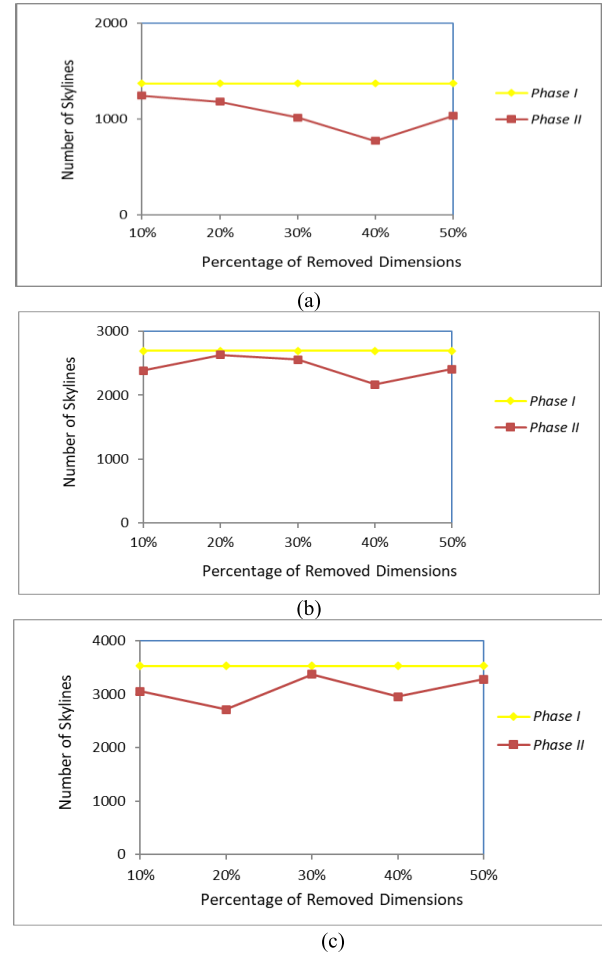 2000
1000
0
10%
20%
30%
40%
50%
Number of Skylines
Percentage of Removed Dimensions
Phase I
Phase II
(a)
3000
2000
1000
0
10%
20%
30%
40%
50%
Number of Skylines
Percentage of Removed Dimensions
Phase I
Phase II
(b)
4000
3000
2000
1000
0
10%
20%
30%
40%
50%
Number of Skylines
Percentage of Removed Dimensions
Phase I
Phase II
(c)